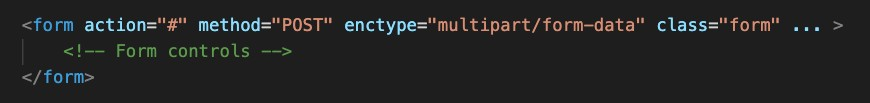 <form action="#" method="POST" enctype="multipart/form-data" class="form" ... >
<!-- Form controls -->
</form>